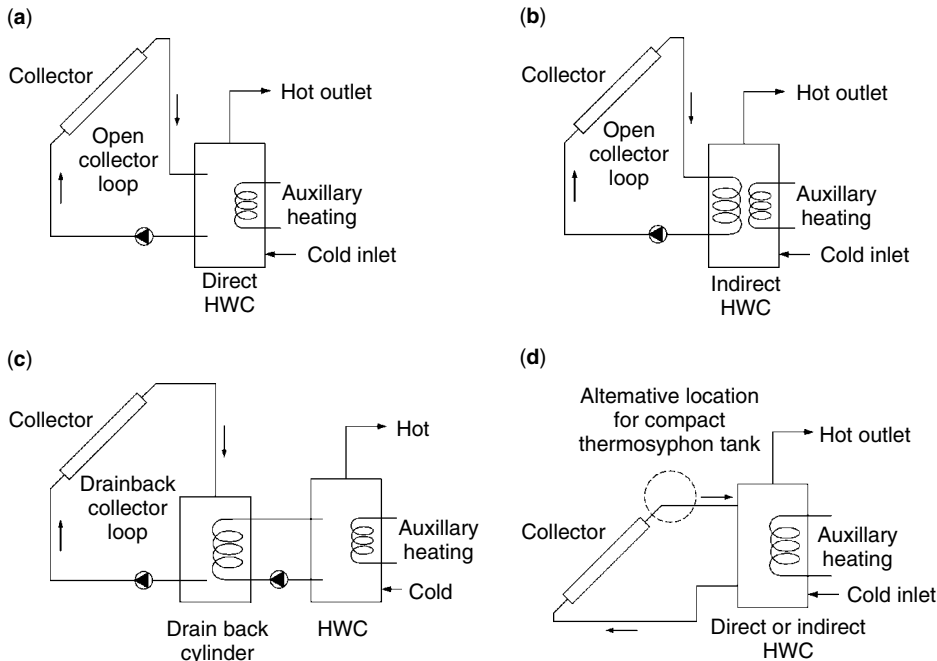 (a)
Collector
Hot outlet
Open
collector
loop
Auxillary
heating
Cold inlet
Direct
HWC
(b)
Collector
Hot outlet
Open
collector
loop
Auxillary
heating
Cold inlet
Indirect
HWC
(c)
Collector
Hot
Drainback
collector
loop
Auxillary
heating
Cold
Drain back
cylinder
HWC
(d)
Alternative location
for compact
thermosyphon tank
Hot outlet
Collector
Auxillary
heating
Cold inlet
Direct or indirect
HWC